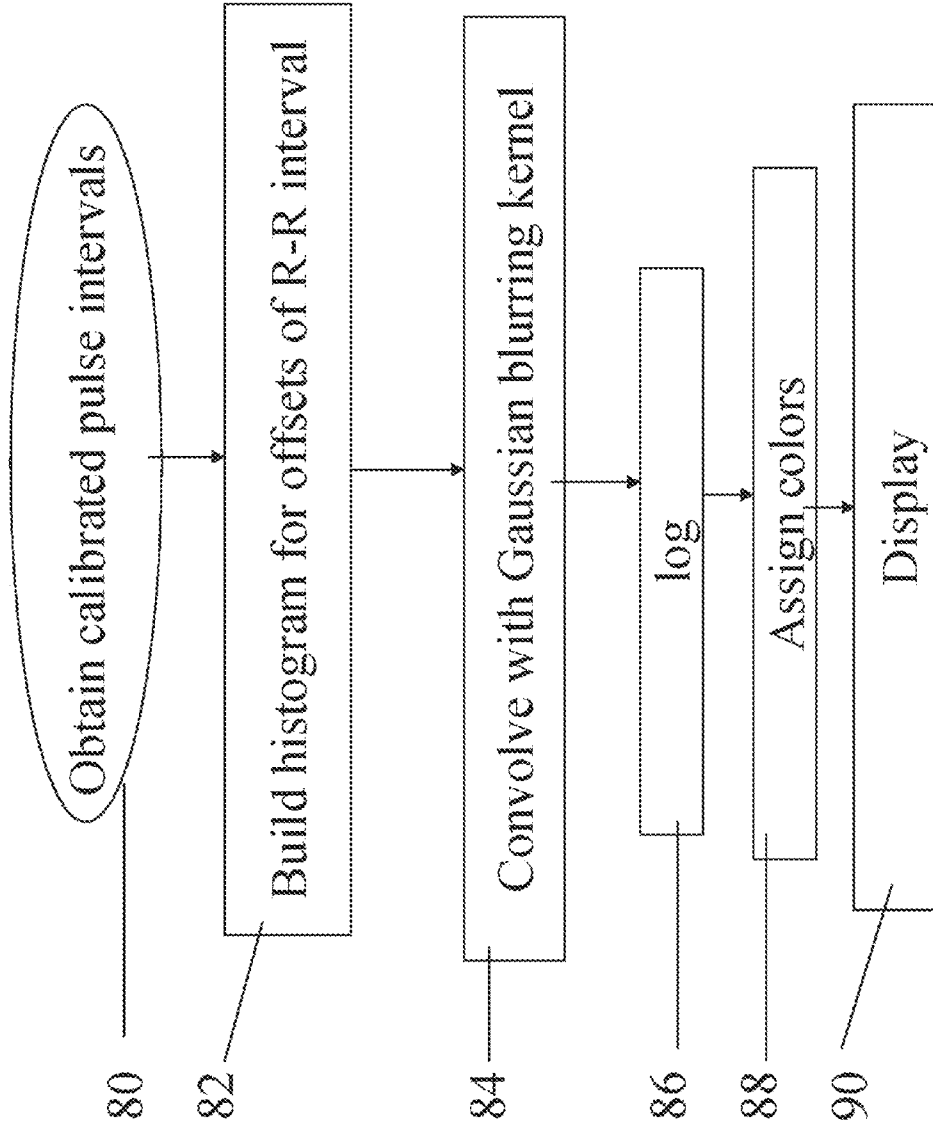 80
Obtain calibrated pulse intervals
82
Build histogram for offsets of R-R interval
84
Convolve with Gaussian blurring kernel
86
log
88
Assign colors
90
Display